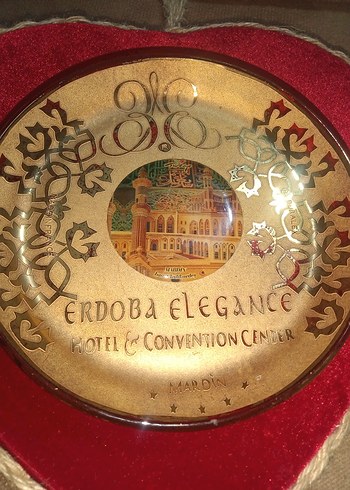 ERDOBA ELEGANCE
HOTEL & CONVENTION CENTER
MARDİN